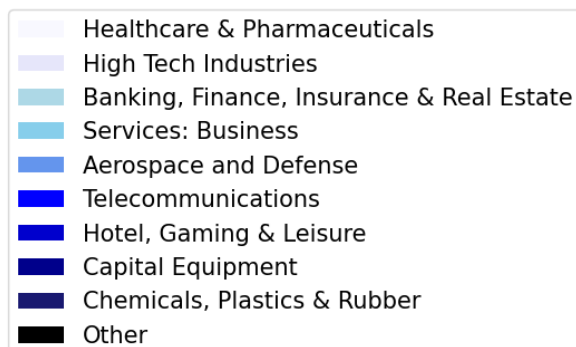 Healthcare & Pharmaceuticals
High Tech Industries
Banking, Finance, Insurance & Real Estate
Services: Business
Aerospace and Defense
Telecommunications
Hotel, Gaming & Leisure
Capital Equipment
Chemicals, Plastics & Rubber
Other